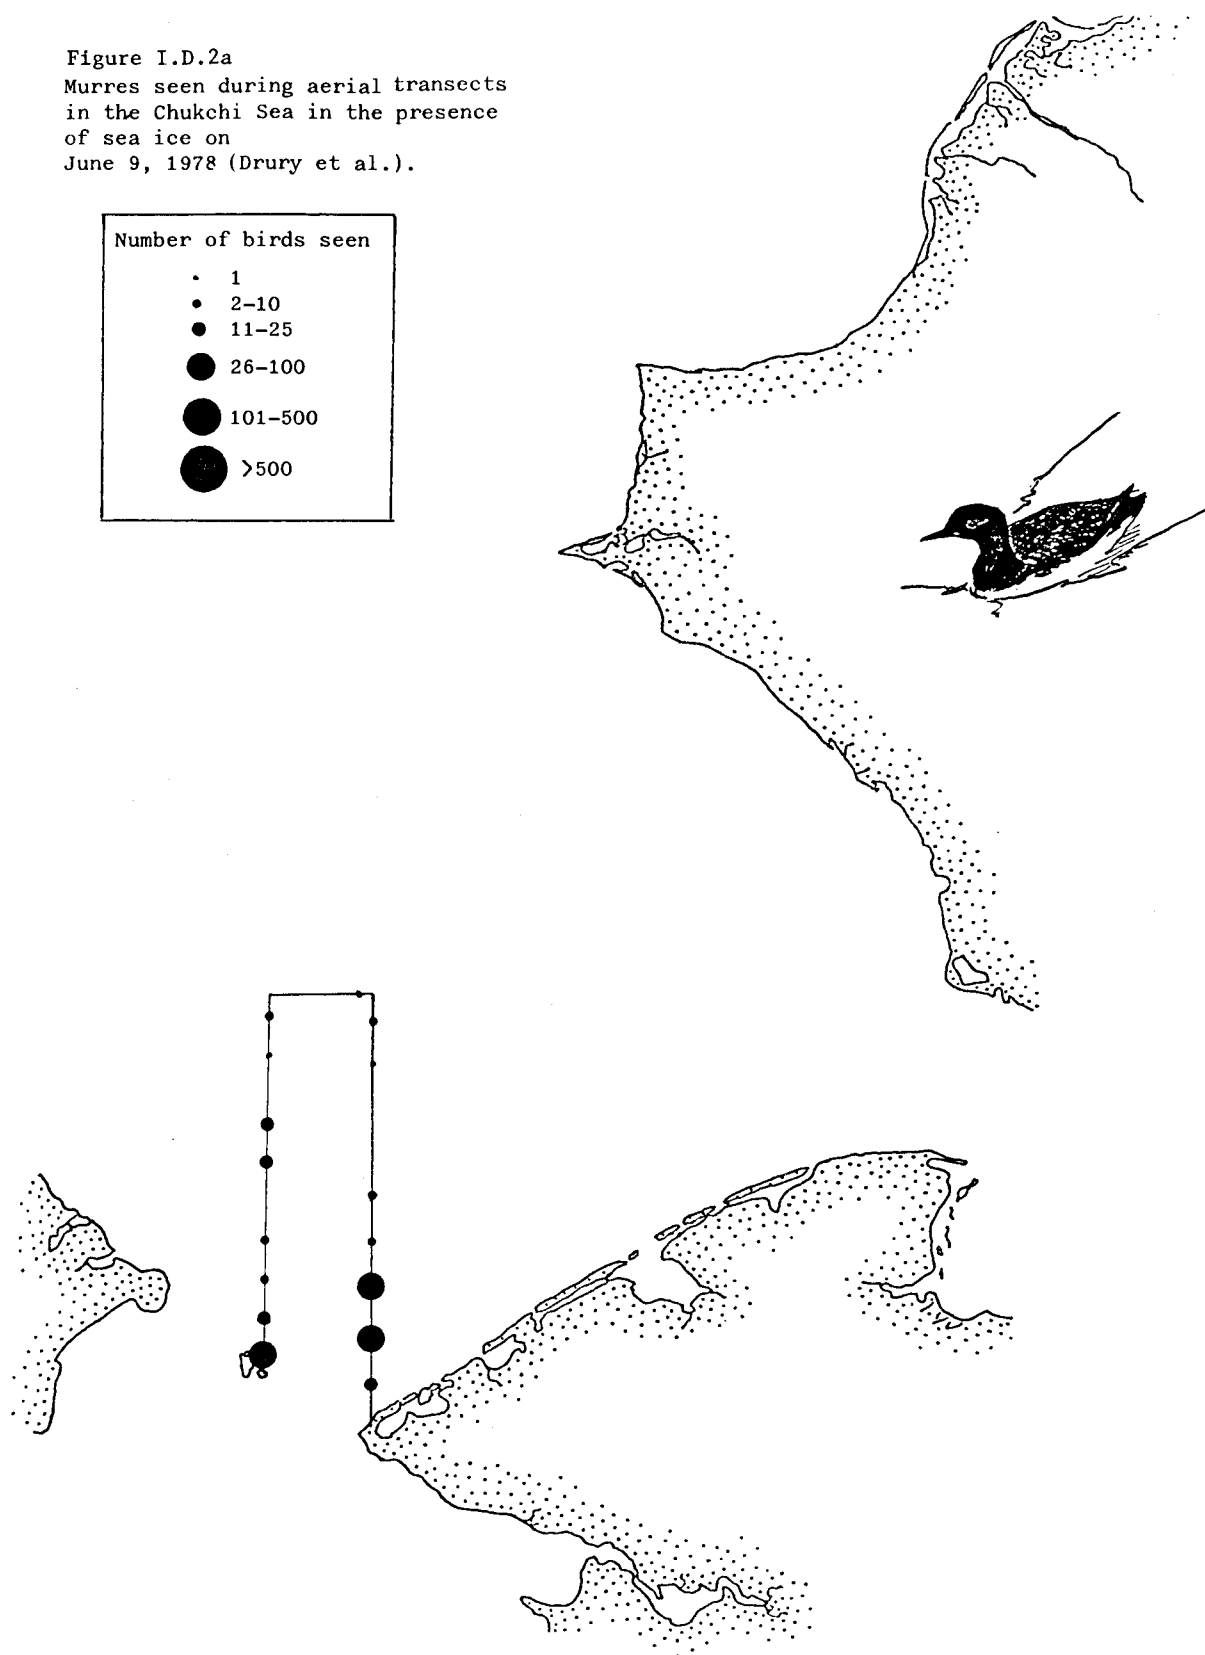 Figure I.D.2a
Murres seen during aerial transects
in the Chukchi Sea in the presence
of sea ice on
June 9, 1978 (Drury et al.).
Number of birds seen
1
2-10
11-25
26-100
101-500
>500